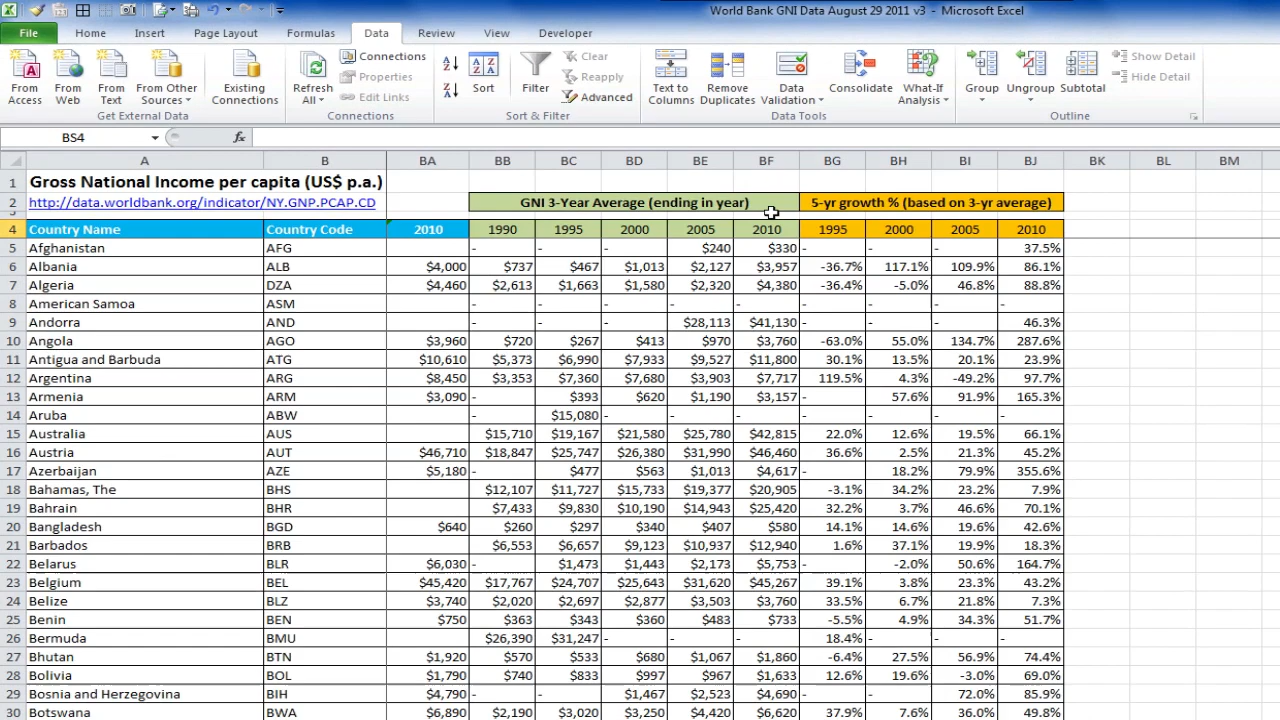 World Bank GNI Data August 29 2011 v3 - Microsoft Excel
File Home Insert Page Layout Formulas Data Review View Developer
From Access From Web From Text From Other Sources Existing Connections Refresh All Connections Properties Edit Links Sort Filter Clear Reapply Advanced Text to Columns Remove Duplicates Data Validation Consolidate What-If Analysis Group Ungroup Subtotal Show Detail Hide Detail
Get External Data Connections Sort & Filter Data Tools Outline
BS4 fx
A B BA BB BC BD BE BF BG BH BI BJ BK BL BM
1 Gross National Income per capita (US$ p.a.)
2 http://data.worldbank.org/indicator/NY.GNP.PCAP.CD GNI 3-Year Average (ending in year) 5-yr growth % (based on 3-yr average)
4 Country Name Country Code 2010 1990 1995 2000 2005 2010 1995 2000 2005 2010
5 Afghanistan AFG - - - $240 $330 - - - 37.5%
6 Albania ALB $4,000 $737 $467 $1,013 $2,127 $3,957 -36.7% 117.1% 109.9% 86.1%
7 Algeria DZA $4,460 $2,613 $1,663 $1,580 $2,320 $4,380 -36.4% -5.0% 46.8% 88.8%
8 American Samoa ASM - - - - - - - - -
9 Andorra AND - - - $28,113 $41,130 - - - 46.3%
10 Angola AGO $3,960 $720 $267 $413 $970 $3,760 -63.0% 55.0% 134.7% 287.6%
11 Antigua and Barbuda ATG $10,610 $5,373 $6,990 $7,933 $9,527 $11,800 30.1% 13.5% 20.1% 23.9%
12 Argentina ARG $8,450 $3,353 $7,360 $7,680 $3,903 $7,717 119.5% 4.3% -49.2% 97.7%
13 Armenia ARM $3,090 - $393 $620 $1,190 $3,157 - 57.6% 91.9% 165.3%
14 Aruba ABW - $15,080 - - - - - - -
15 Australia AUS $15,710 $19,167 $21,580 $25,780 $42,815 22.0% 12.6% 19.5% 66.1%
16 Austria AUT $46,710 $18,847 $25,747 $26,380 $31,990 $46,460 36.6% 2.5% 21.3% 45.2%
17 Azerbaijan AZE $5,180 - $477 $563 $1,013 $4,617 - 18.2% 79.9% 355.6%
18 Bahamas, The BHS $12,107 $11,727 $15,733 $19,377 $20,905 -3.1% 34.2% 23.2% 7.9%
19 Bahrain BHR $7,433 $9,830 $10,190 $14,943 $25,420 32.2% 3.7% 46.6% 70.1%
20 Bangladesh BGD $640 $260 $297 $340 $407 $580 14.1% 14.6% 19.6% 42.6%
21 Barbados BRB $6,553 $6,657 $9,123 $10,937 $12,940 1.6% 37.1% 19.9% 18.3%
22 Belarus BLR $6,030 - $1,473 $1,443 $2,173 $5,753 - -2.0% 50.6% 164.7%
23 Belgium BEL $45,420 $17,767 $24,707 $25,643 $31,620 $45,267 39.1% 3.8% 23.3% 43.2%
24 Belize BLZ $3,740 $2,020 $2,697 $2,877 $3,503 $3,760 33.5% 6.7% 21.8% 7.3%
25 Benin BEN $750 $363 $343 $360 $483 $733 -5.5% 4.9% 34.3% 51.7%
26 Bermuda BMU $26,390 $31,247 - - - 18.4% - - -
27 Bhutan BTN $1,920 $570 $533 $680 $1,067 $1,860 -6.4% 27.5% 56.9% 74.4%
28 Bolivia BOL $1,790 $740 $833 $997 $967 $1,633 12.6% 19.6% -3.0% 69.0%
29 Bosnia and Herzegovina BIH $4,790 - - $1,467 $2,523 $4,690 - - 72.0% 85.9%
30 Botswana BWA $6,890 $2,190 $3,020 $3,250 $4,420 $6,620 37.9% 7.6% 36.0% 49.8%